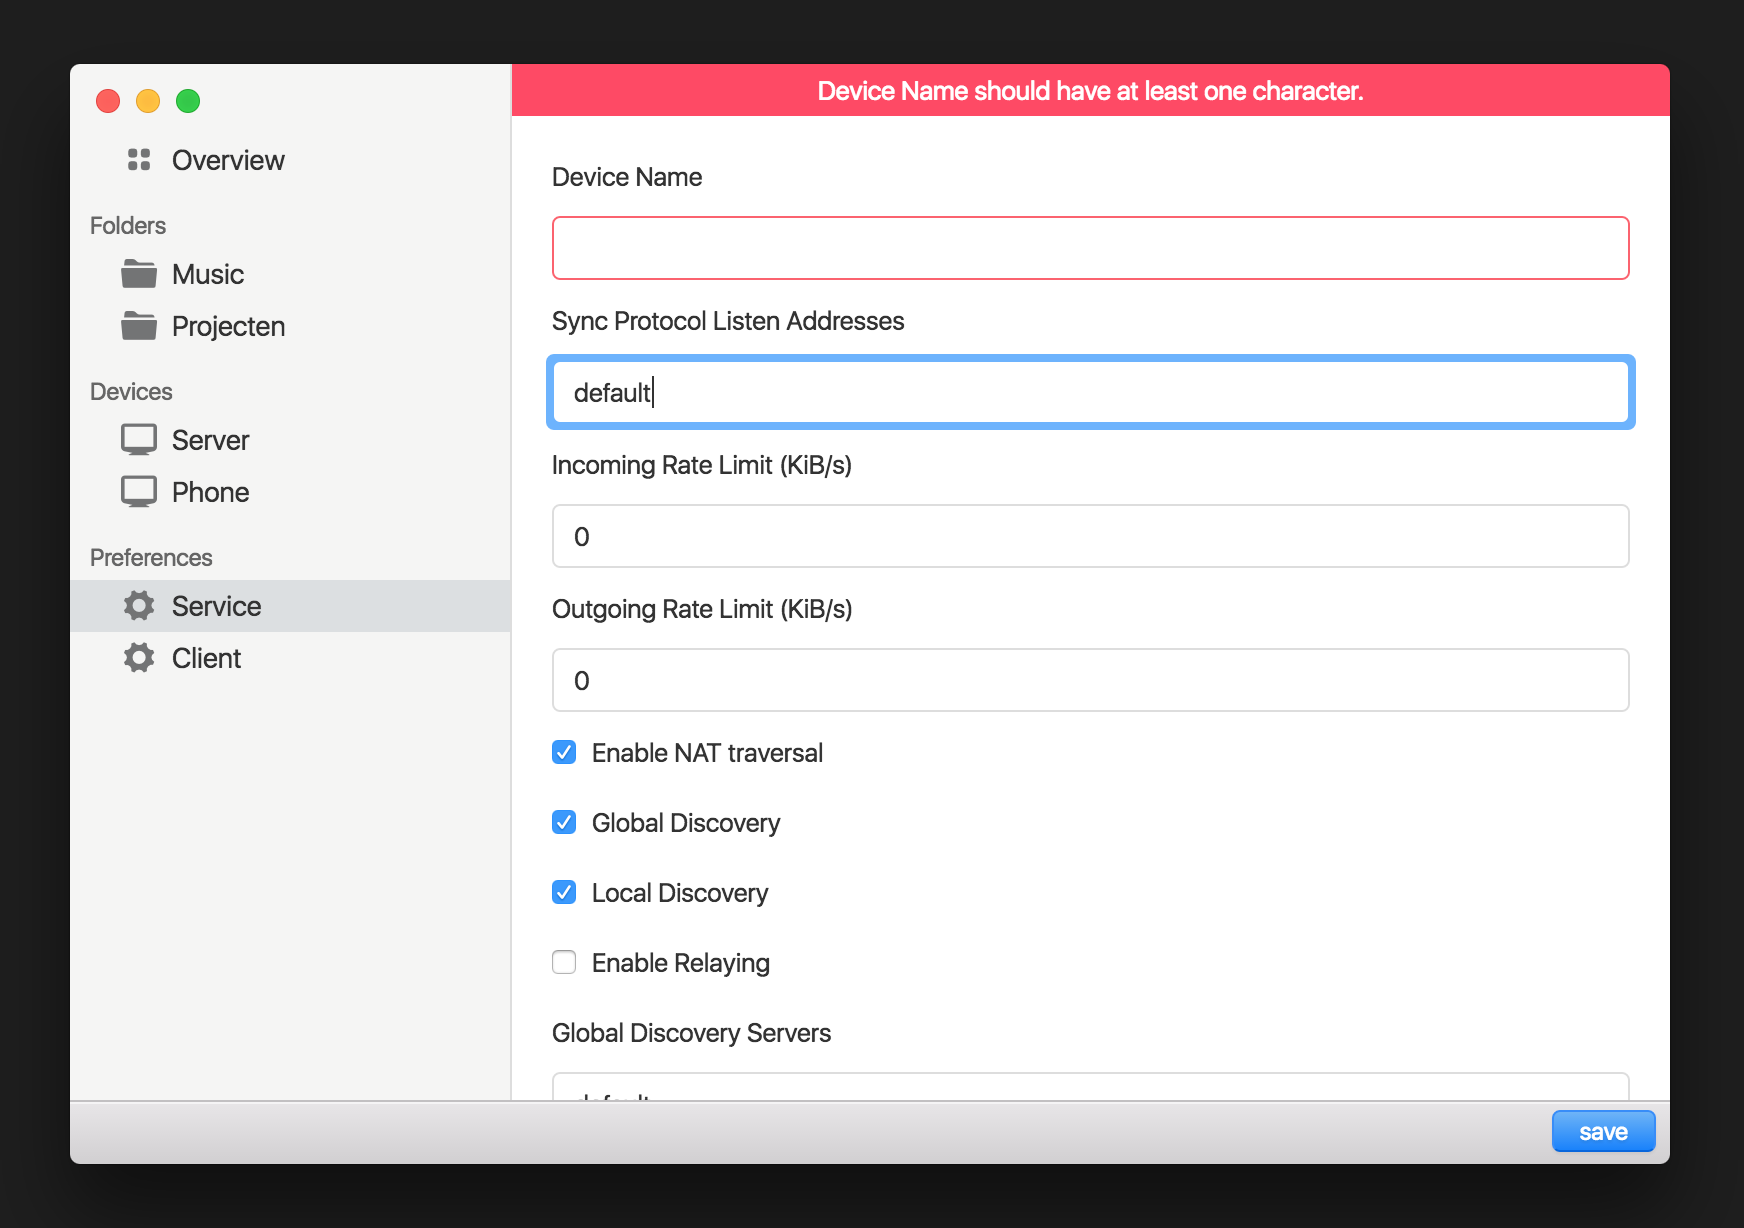 Device Name should have at least one character.
Overview
Folders
Music
Projecten
Devices
Server
Phone
Preferences
Service
Client
Device Name
Sync Protocol Listen Addresses
default
Incoming Rate Limit (KiB/s)
0
Outgoing Rate Limit (KiB/s)
0
Enable NAT traversal
Global Discovery
Local Discovery
Enable Relaying
Global Discovery Servers
default
save